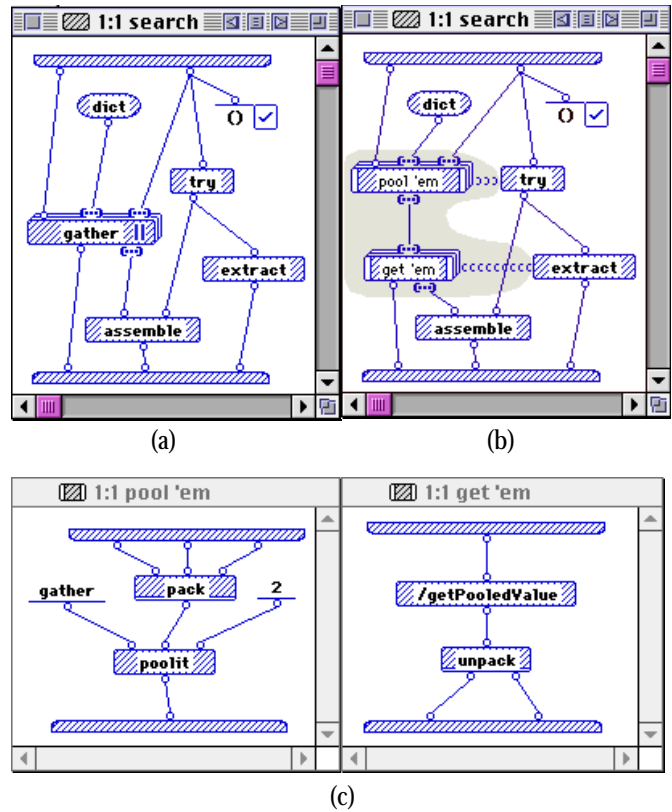 1:1 search
dict
()
try
gather
extract
assemble
(a)
1:1 search
dict
()
pool 'em
try
get 'em
extract
assemble
(b)
1:1 pool 'em
pack
gather
2
poolit
1:1 get 'em
/getPooledValue
unpack
(c)